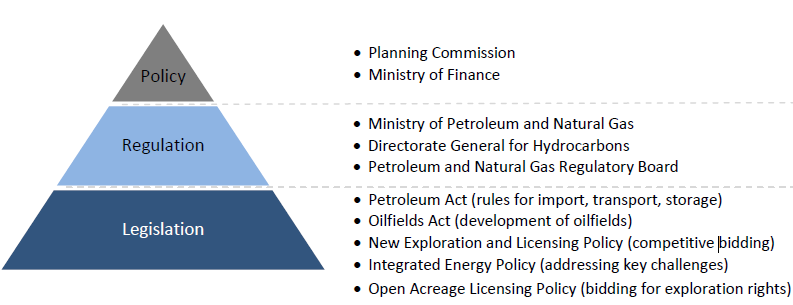 Policy
• Planning Commission
• Ministry of Finance
Regulation
• Ministry of Petroleum and Natural Gas
• Directorate General for Hydrocarbons
• Petroleum and Natural Gas Regulatory Board
Legislation
• Petroleum Act (rules for import, transport, storage)
• Oilfields Act (development of oilfields)
• New Exploration and Licensing Policy (competitive bidding)
• Integrated Energy Policy (addressing key challenges)
• Open Acreage Licensing Policy (bidding for exploration rights)